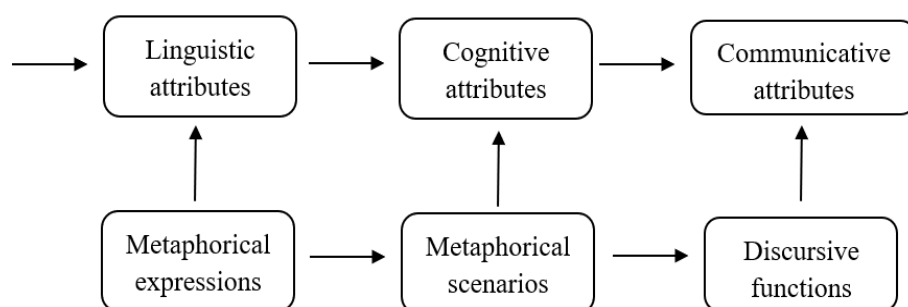 Linguistic
attributes
Cognitive
attributes
Communicative
attributes
Metaphorical
expressions
Metaphorical
scenarios
Discursive
functions